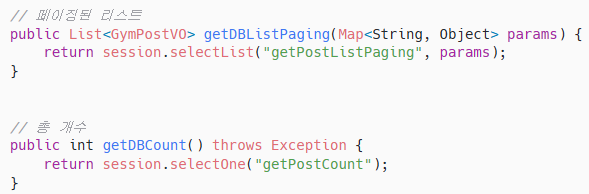 // 페이징된 리스트
public List<GymPostVO> getDBListPaging(Map<String, Object> params) {
    return session.selectList("getPostListPaging", params);
}
// 총 개수
public int getDBCount() throws Exception {
    return session.selectOne("getPostCount");
}